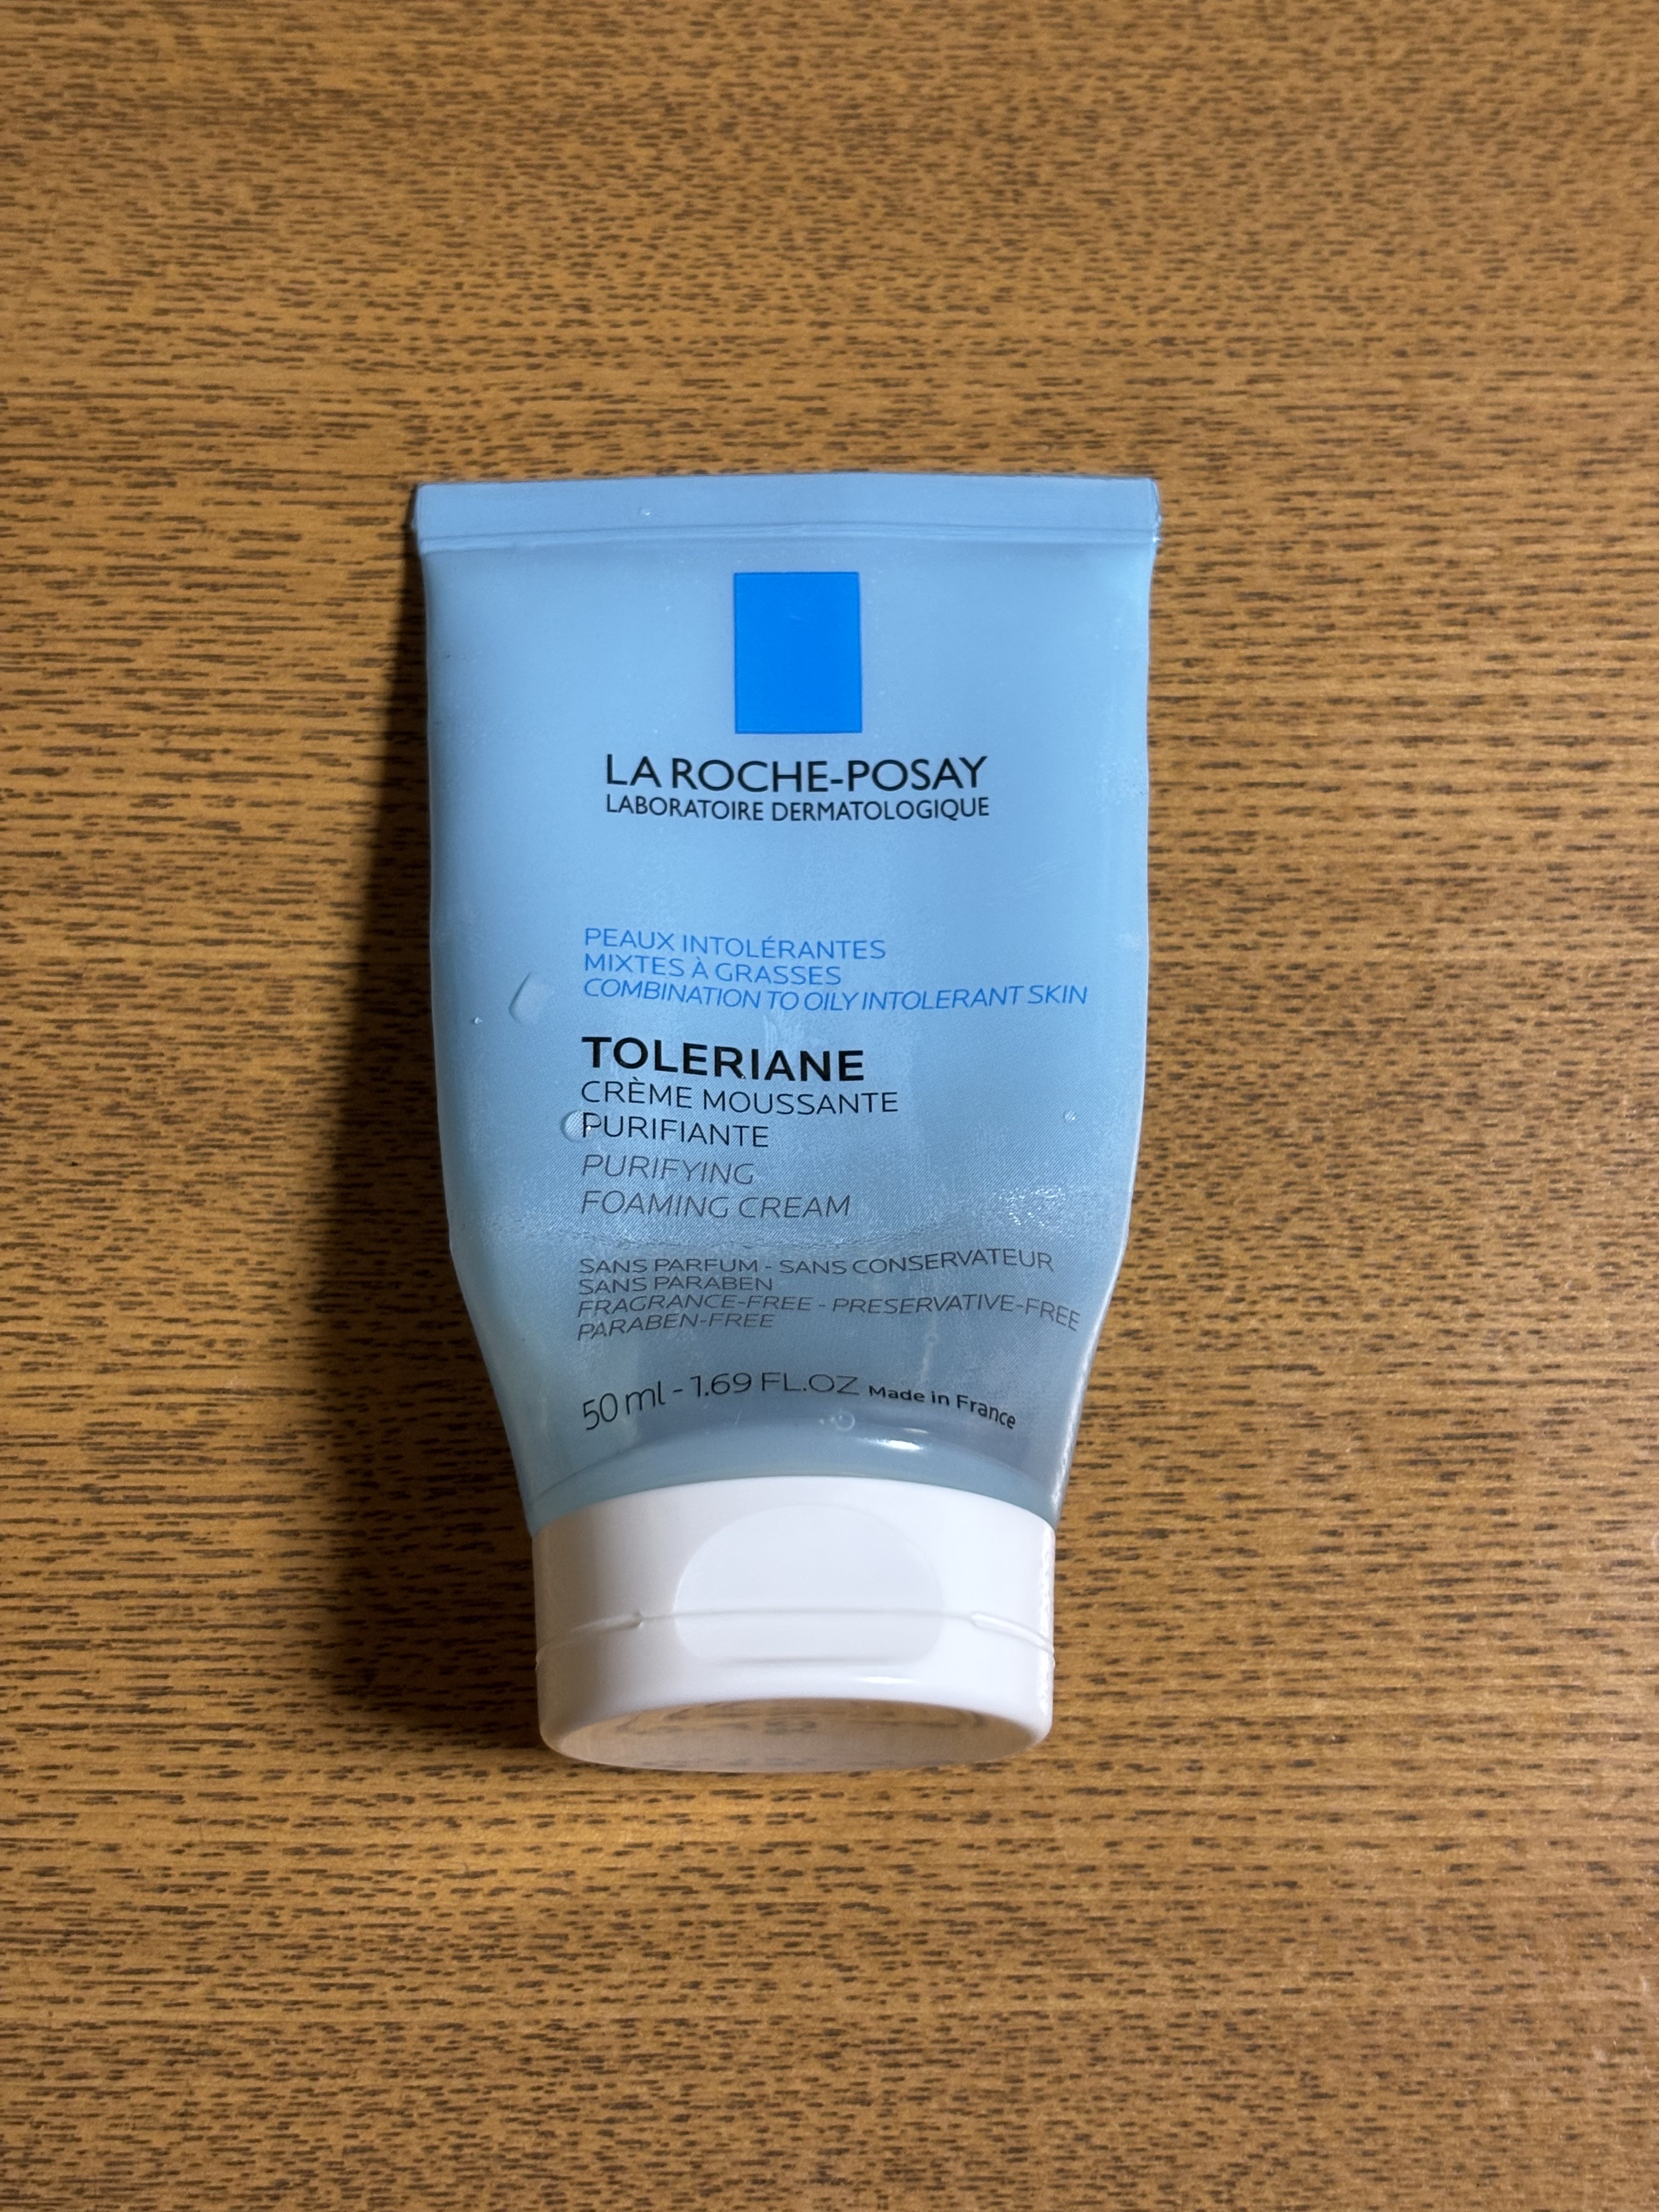 LA ROCHE-POSAY
LABORATOIRE DERMATOLOGIQUE
PEAUX INTOLÉRANTES
MIXTES À GRASSES
COMBINATION TO OILY INTOLERANT SKIN
TOLERIANE
CRÈME MOUSSANTE
PURIFIANTE
PURIFYING
FOAMING CREAM
SANS PARFUM - SANS CONSERVATEUR
SANS PARABEN
FRAGRANCE-FREE - PRESERVATIVE-FREE
PARABEN-FREE
50 ml - 1.69 FL.OZ Made in France